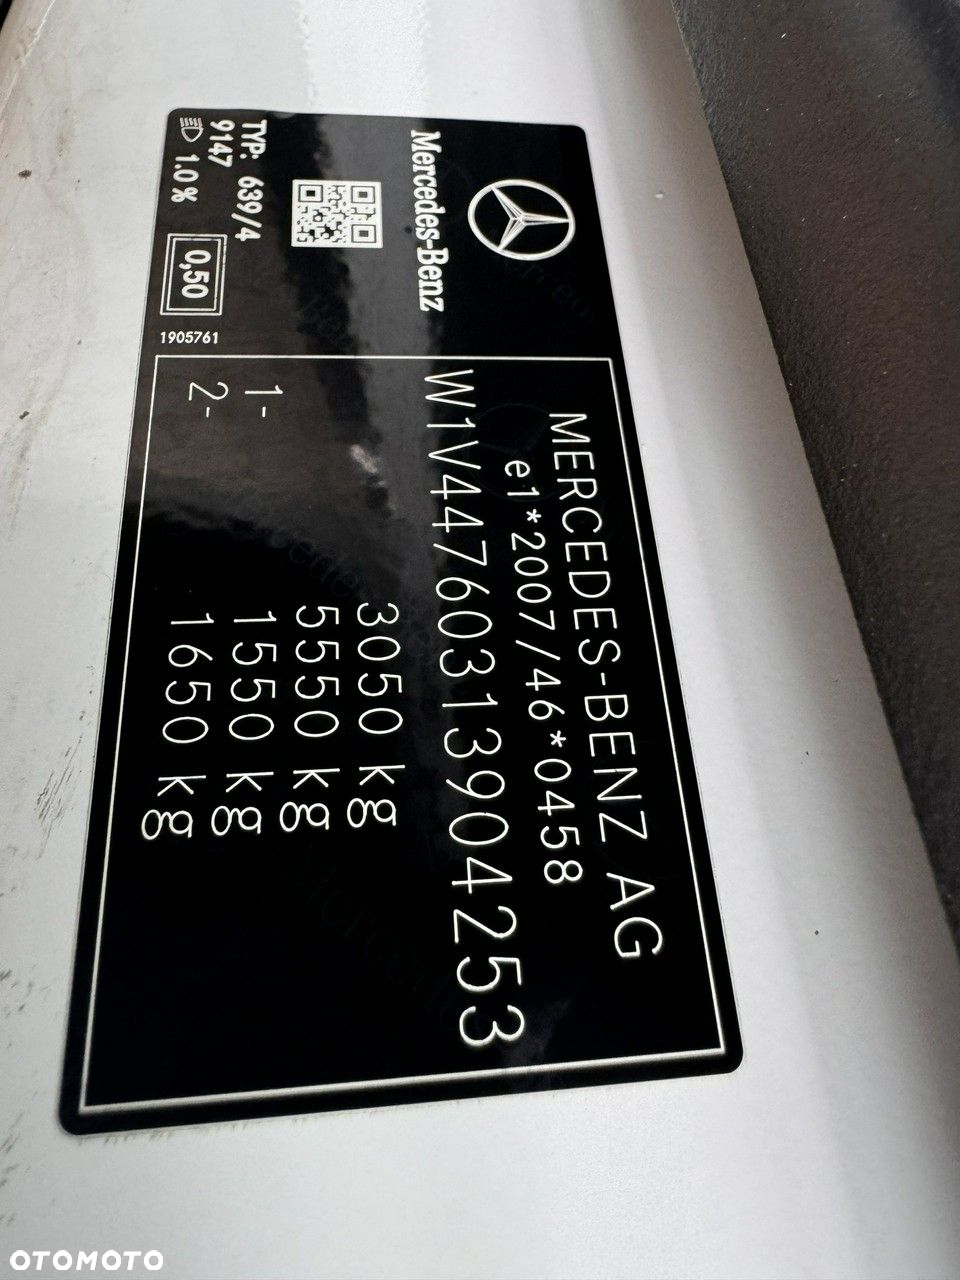 Mercedes-Benz
TYP: 639/4
9147
1.0 %
0,50
1905761
MERCEDES-BENZ AG
e1*2007/46*0458
W1V44760313904253
3050 kg
5550 kg
1- 1550 kg
2- 1650 kg
OTOMOTO